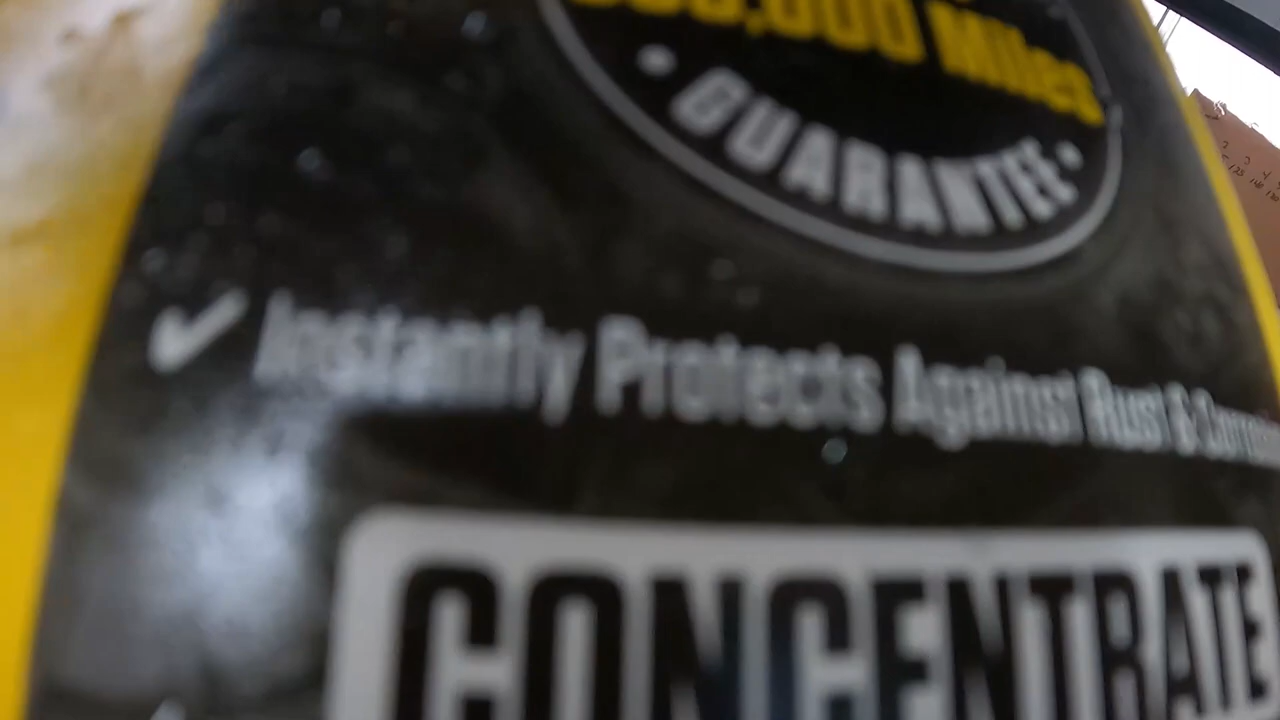 Miles
• GUARANTEE •
✓ Instantly Protects Against Rust &
CONCENTRATE